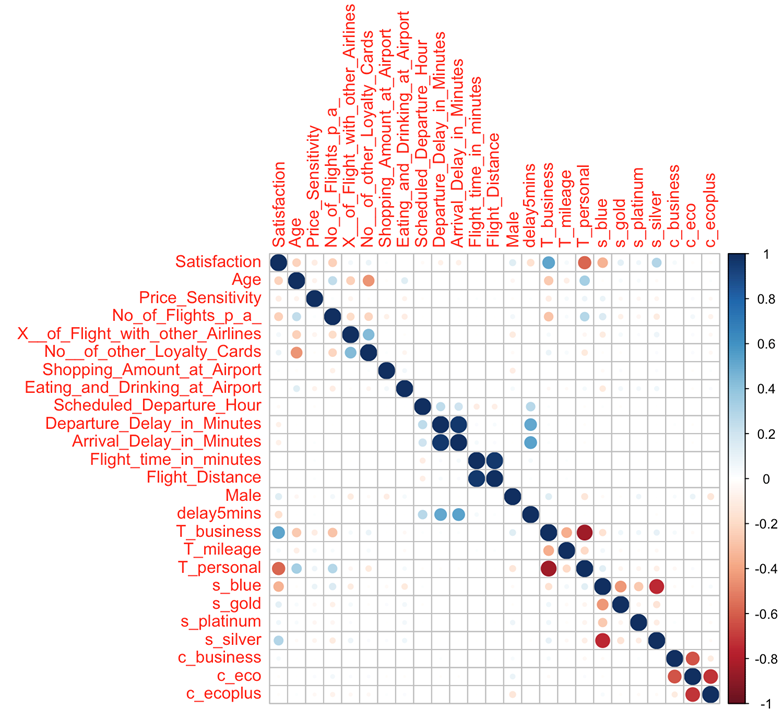 Satisfaction
Age
Price_Sensitivity
No_of_Flights_p_a_
X__of_Flight_with_other_Airlines
No__of_other_Loyalty_Cards
Shopping_Amount_at_Airport
Eating_and_Drinking_at_Airport
Scheduled_Departure_Hour
Departure_Delay_in_Minutes
Arrival_Delay_in_Minutes
Flight_time_in_minutes
Flight_Distance
Male
delay5mins
T_business
T_mileage
T_personal
s_blue
s_gold
s_platinum
s_silver
c_business
c_eco
c_ecoplus
Satisfaction
Age
Price_Sensitivity
No_of_Flights_p_a_
X__of_Flight_with_other_Airlines
No__of_other_Loyalty_Cards
Shopping_Amount_at_Airport
Eating_and_Drinking_at_Airport
Scheduled_Departure_Hour
Departure_Delay_in_Minutes
Arrival_Delay_in_Minutes
Flight_time_in_minutes
Flight_Distance
Male
delay5mins
T_business
T_mileage
T_personal
s_blue
s_gold
s_platinum
s_silver
c_business
c_eco
c_ecoplus
1
0.8
0.6
0.4
0.2
0
-0.2
-0.4
-0.6
-0.8
-1